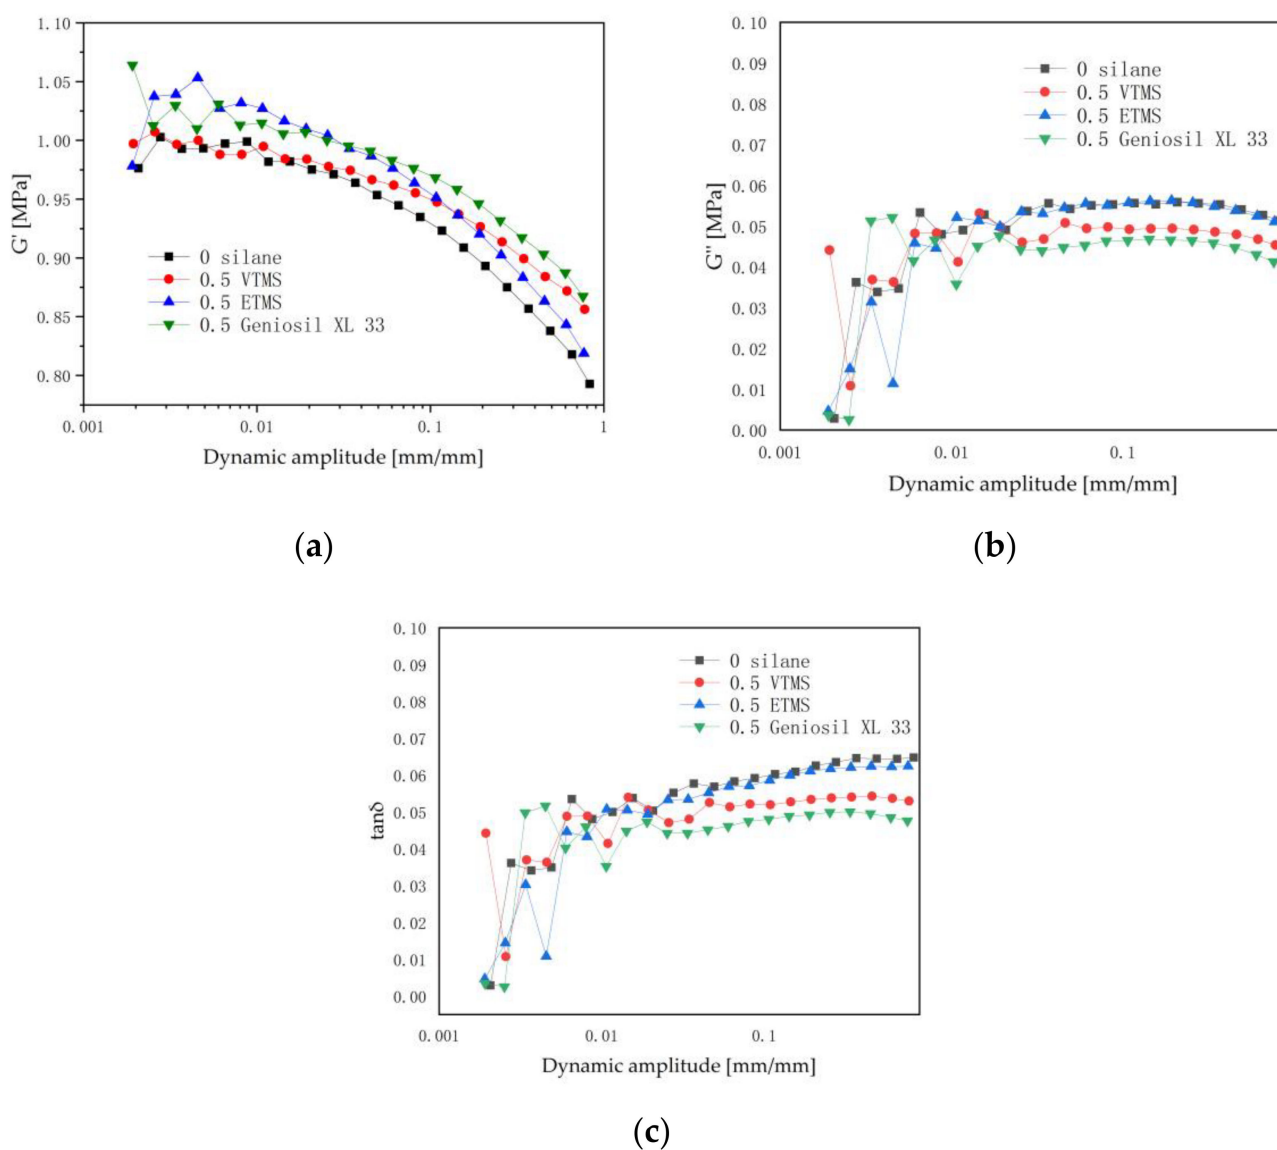 1.10
1.05
1.00
0.95
0.90
0.85
0.80
G' [MPa]
0 silane
0.5 VTMS
0.5 ETMS
0.5 Geniosil XL 33
0.001 0.01 0.1 1
Dynamic amplitude [mm/mm]
(a)
0.10
0.09
0.08
0.07
0.06
0.05
0.04
0.03
0.02
0.01
0.00
G" [MPa]
0 silane
0.5 VTMS
0.5 ETMS
0.5 Geniosil XL 33
0.001 0.01 0.1
Dynamic amplitude [mm/mm]
(b)
0.10
0.09
0.08
0.07
0.06
0.05
0.04
0.03
0.02
0.01
0.00
tanδ
0 silane
0.5 VTMS
0.5 ETMS
0.5 Geniosil XL 33
0.001 0.01 0.1
Dynamic amplitude [mm/mm]
(c)